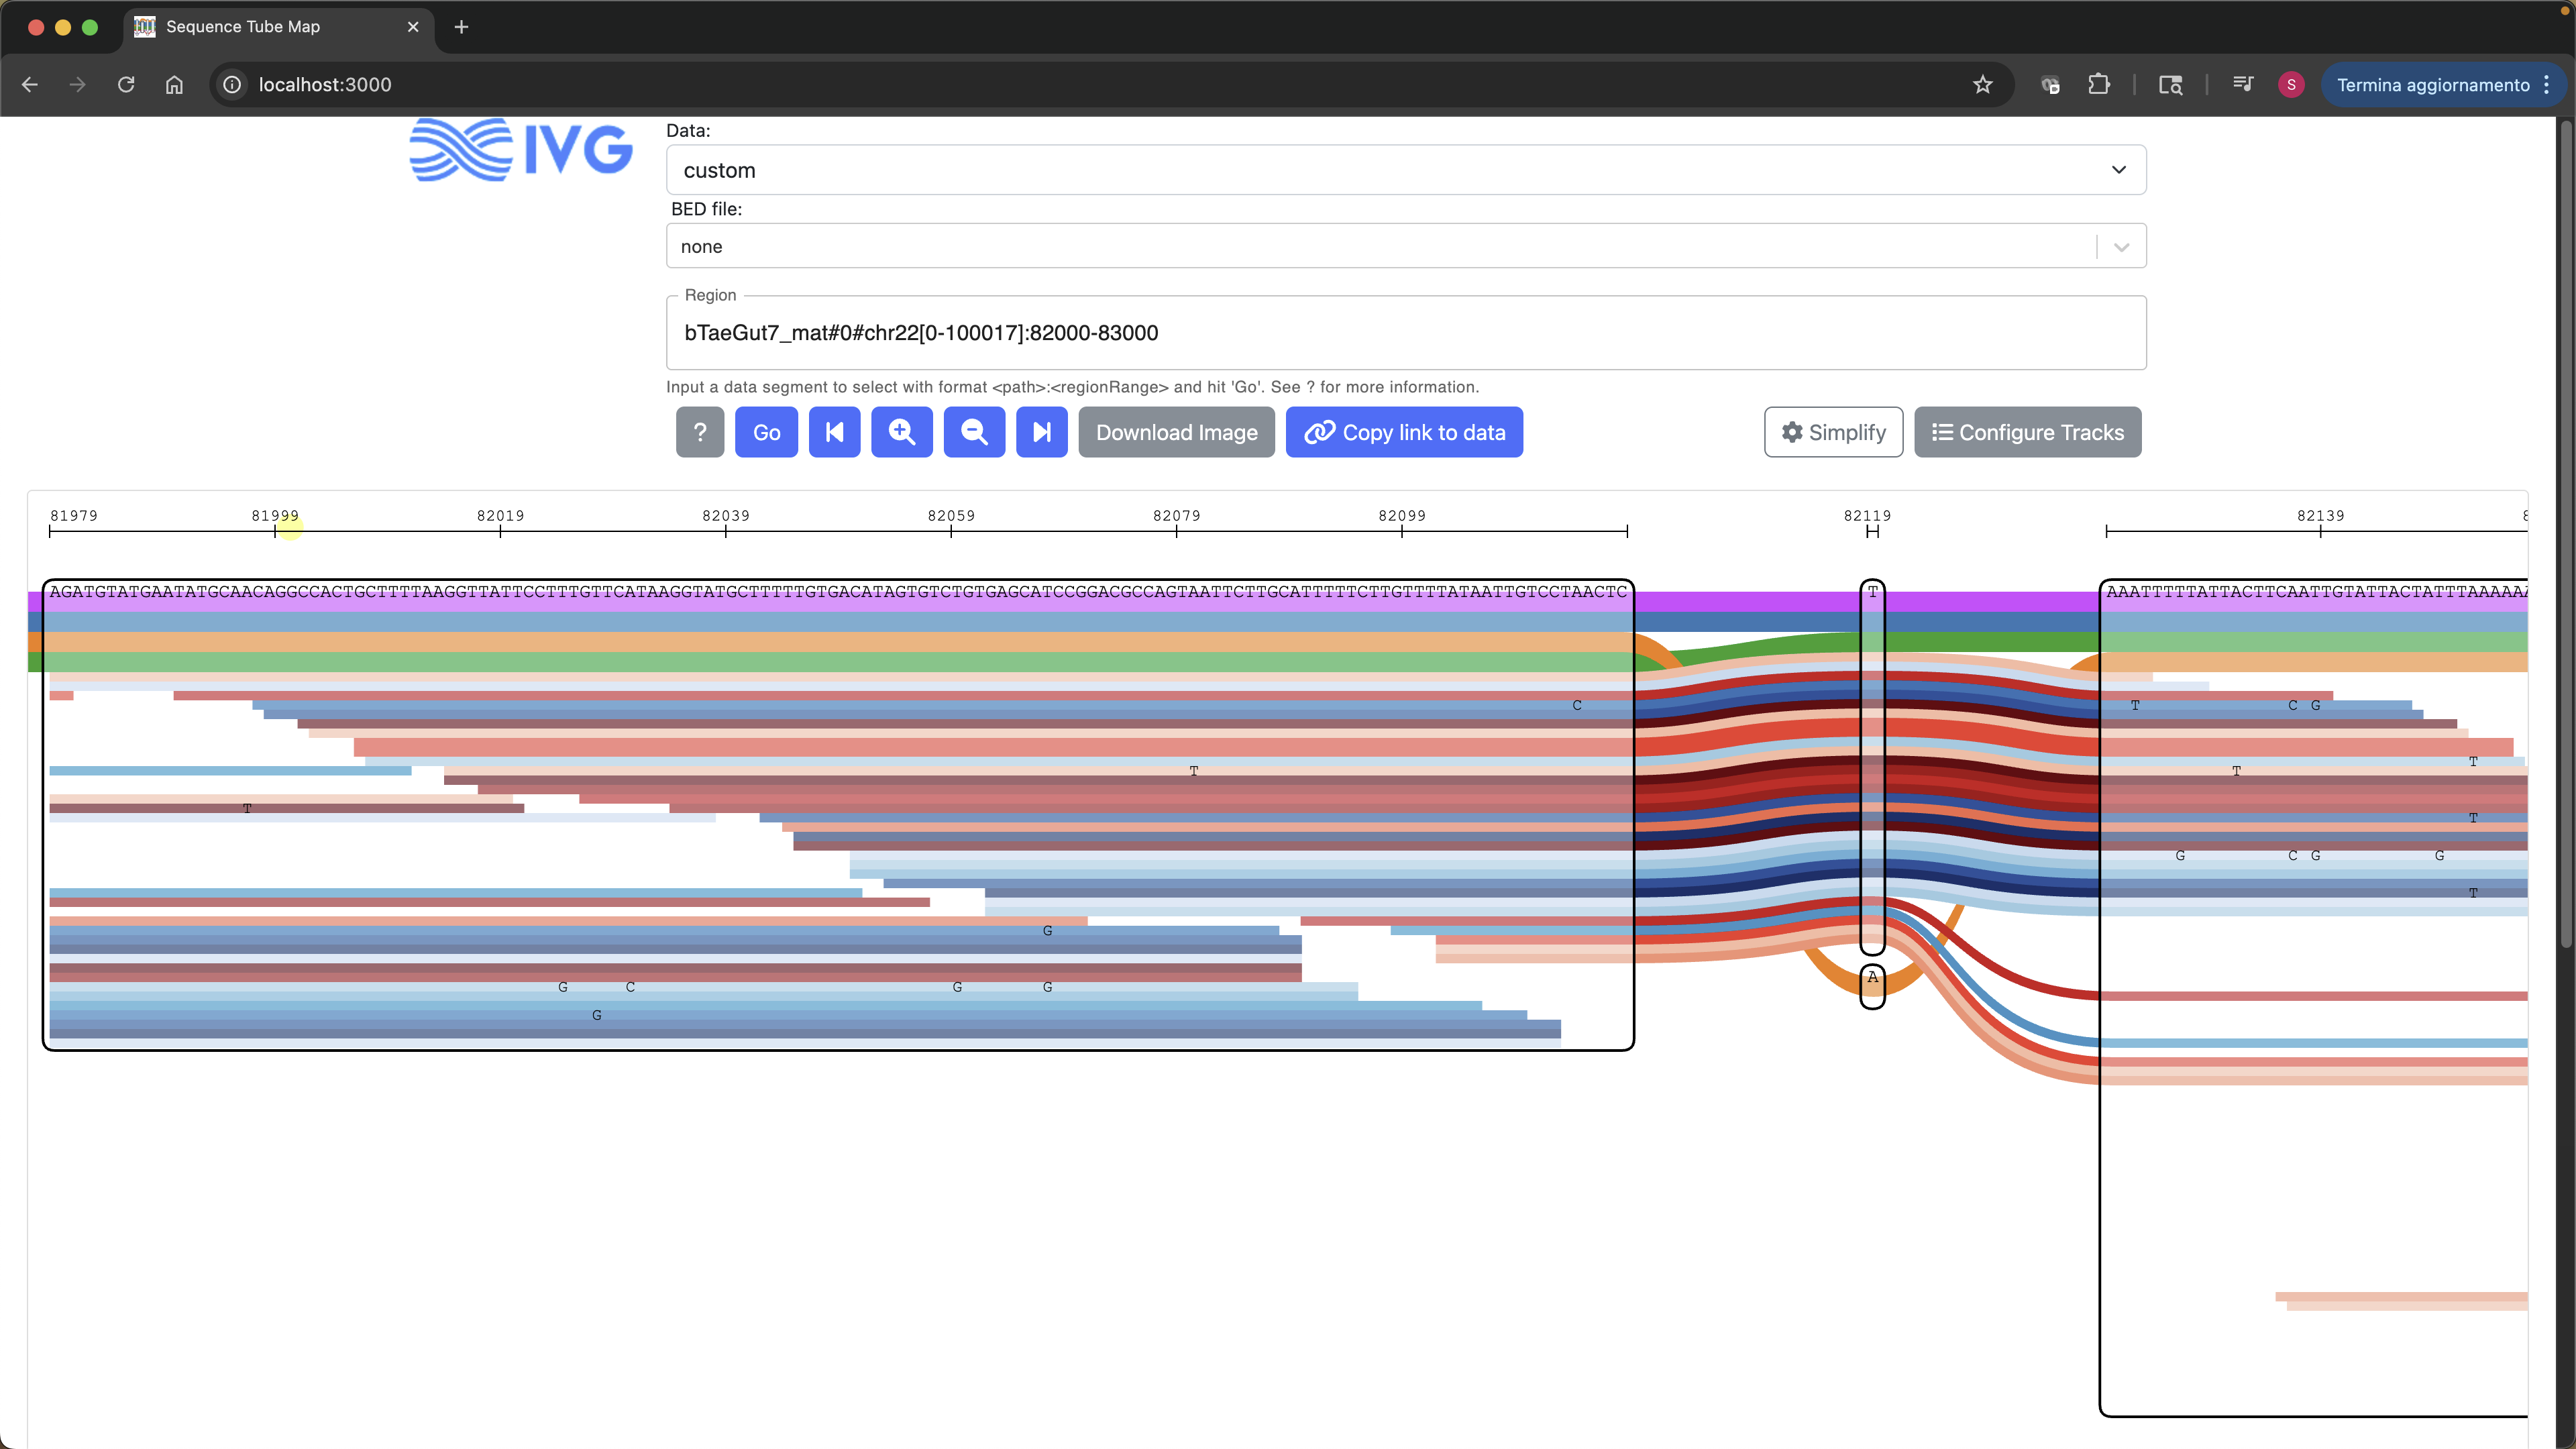 Sequence Tube Map
localhost:3000
S
Termina aggiornamento
IVG
Data:
custom
BED file:
none
Region
bTaeGut7_mat#0#chr22[0-100017]:82000-83000
Input a data segment to select with format <path>:<regionRange> and hit 'Go'. See ? for more information.
? Go Download Image Copy link to data Simplify Configure Tracks
81979 81999 82019 82039 82059 82079 82099 82119 82139
AGATGTATGAATATGCAACAGGCCACTGCTTTTAAGGTTATTCCTTTGTTCATAAGGTATGCTTTTTGTGACATAGTGTCTGTGAGCATCCGGACGCCAGTAATTCTTGCATTTTTCTTGTTTTATAATTGTCCTAACTC T AAATTTTTATTACTTCAATTGTATTACTATTTAAAAAA
C T C G
T
T T
T
T
G C G G
T
G
A
G C G G
G